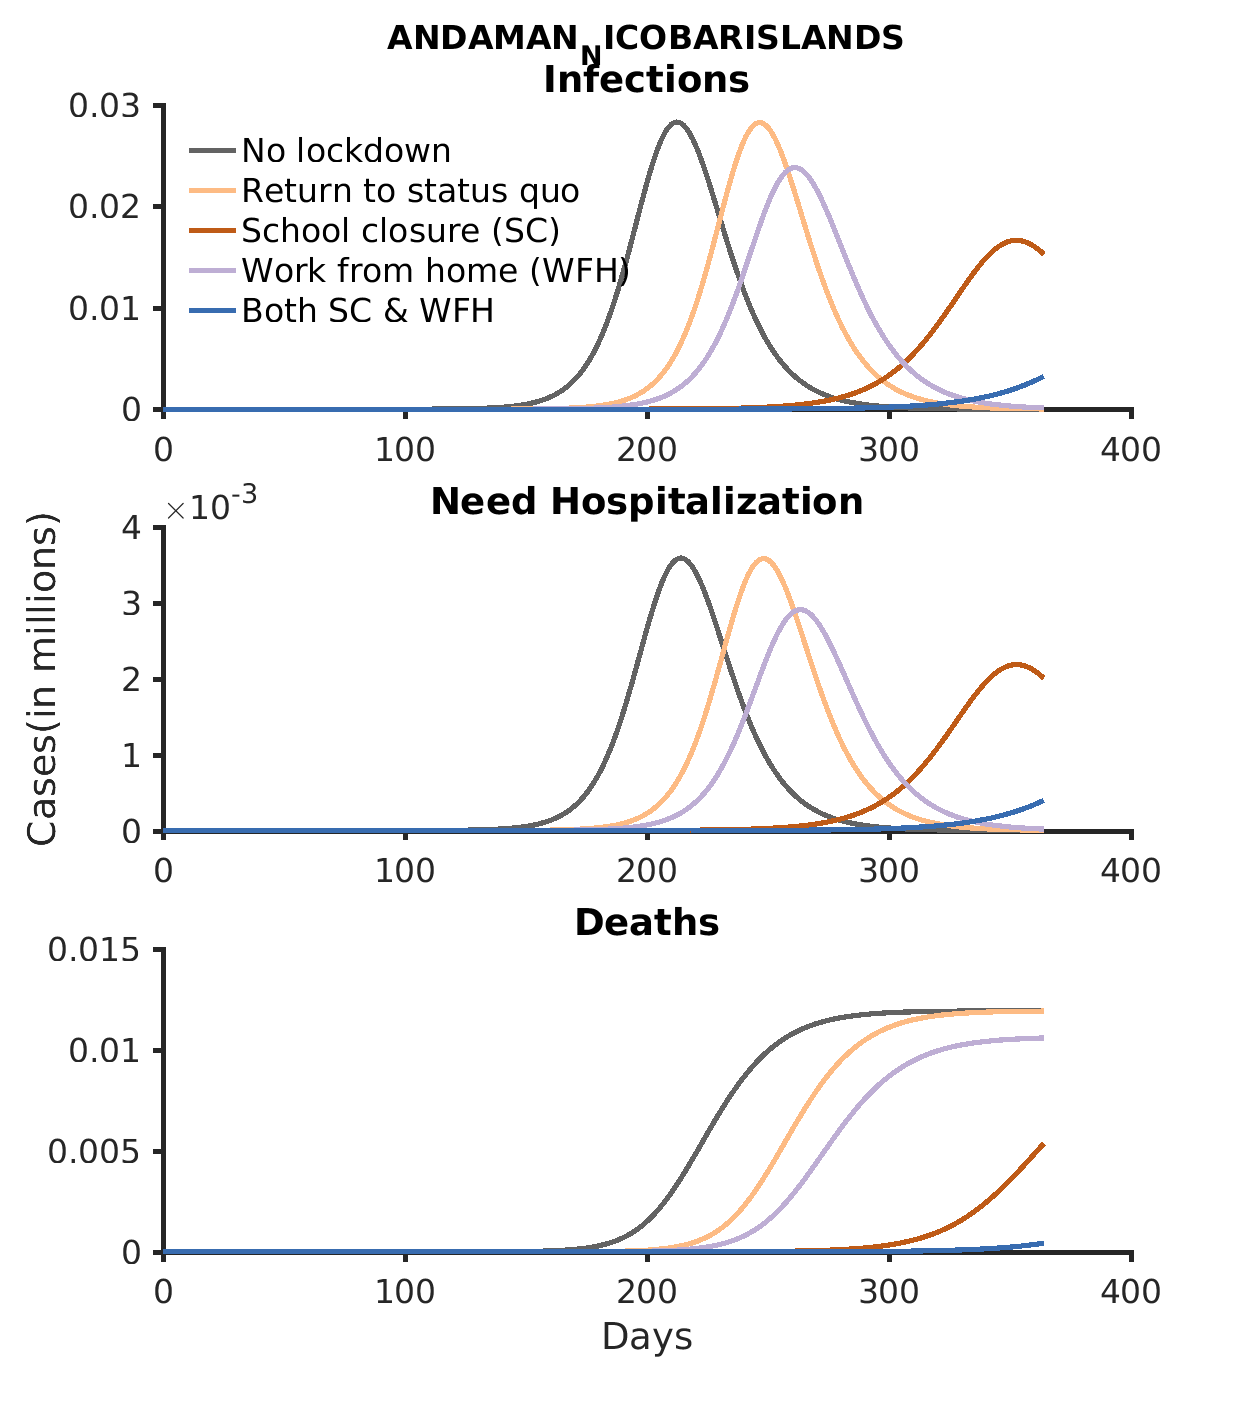 ANDAMANNICOBARISLANDS
Infections
0.03
0.02
0.01
0
No lockdown
Return to status quo
School closure (SC)
Work from home (WFH)
Both SC & WFH
0 100 200 300 400
Need Hospitalization
×10-3
4
3
2
1
0
0 100 200 300 400
Cases(in millions)
Deaths
0.015
0.01
0.005
0
0 100 200 300 400
Days